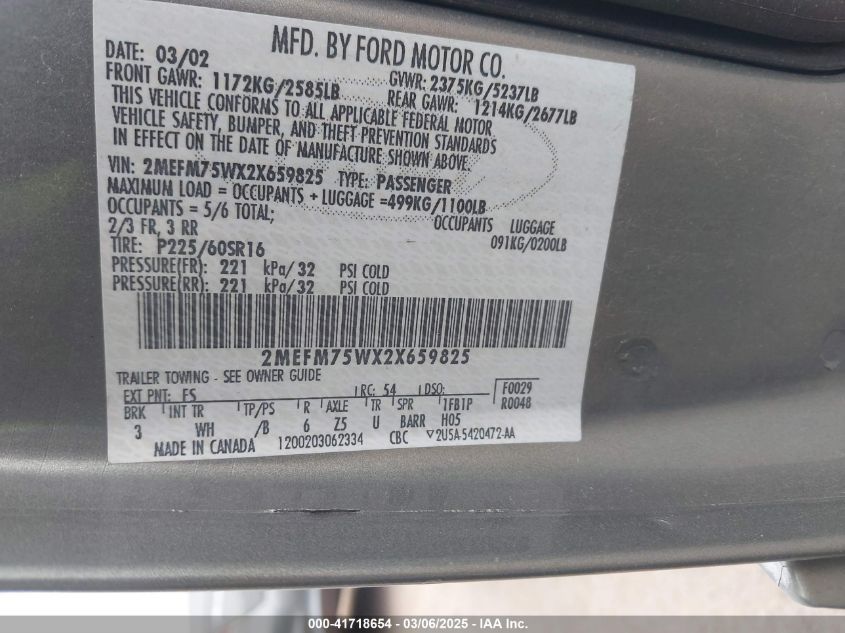 MFD. BY FORD MOTOR CO.
DATE: 03/02 GVWR: 2375KG/5237LB
FRONT GAWR: 1172KG/2585LB REAR GAWR: 1214KG/2677LB
THIS VEHICLE CONFORMS TO ALL APPLICABLE FEDERAL MOTOR
VEHICLE SAFETY, BUMPER, AND THEFT PREVENTION STANDARDS
IN EFFECT ON THE DATE OF MANUFACTURE SHOWN ABOVE.
VIN: 2MEFM75WX2X659825 TYPE: PASSENGER
MAXIMUM LOAD = OCCUPANTS + LUGGAGE =499KG/1100LB
OCCUPANTS = 5/6 TOTAL; OCCUPANTS LUGGAGE
2/3 FR, 3 RR 091KG/0200LB
TIRE: P225/60SR16
PRESSURE(FR): 221 kPa/32 PSI COLD
PRESSURE(RR): 221 kPa/32 PSI COLD
2MEFM75WX2X659825
TRAILER TOWING - SEE OWNER GUIDE
EXT PNT: FS RC: 54 DSO: F0029
BRK INT TR TP/PS R AXLE TR SPR 1FB1P R0048
3 WH /B 6 Z5 U BARR H05
MADE IN CANADA 1200203062334 CBC 2U5A-5420472-AA
000-41718654 - 03/06/2025 - IAA Inc.